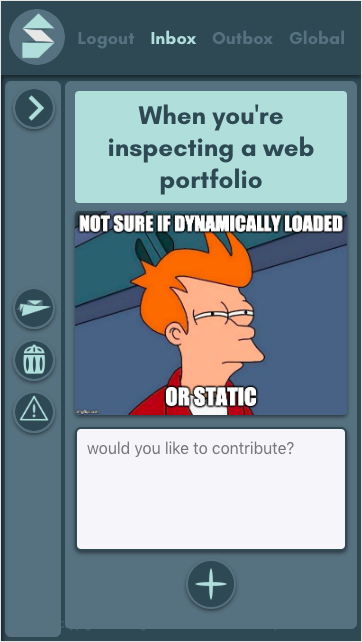 Logout Inbox Outbox Global
When you're
inspecting a web
portfolio
NOT SURE IF DYNAMICALLY LOADED
OR STATIC
imgflip.com
would you like to contribute?